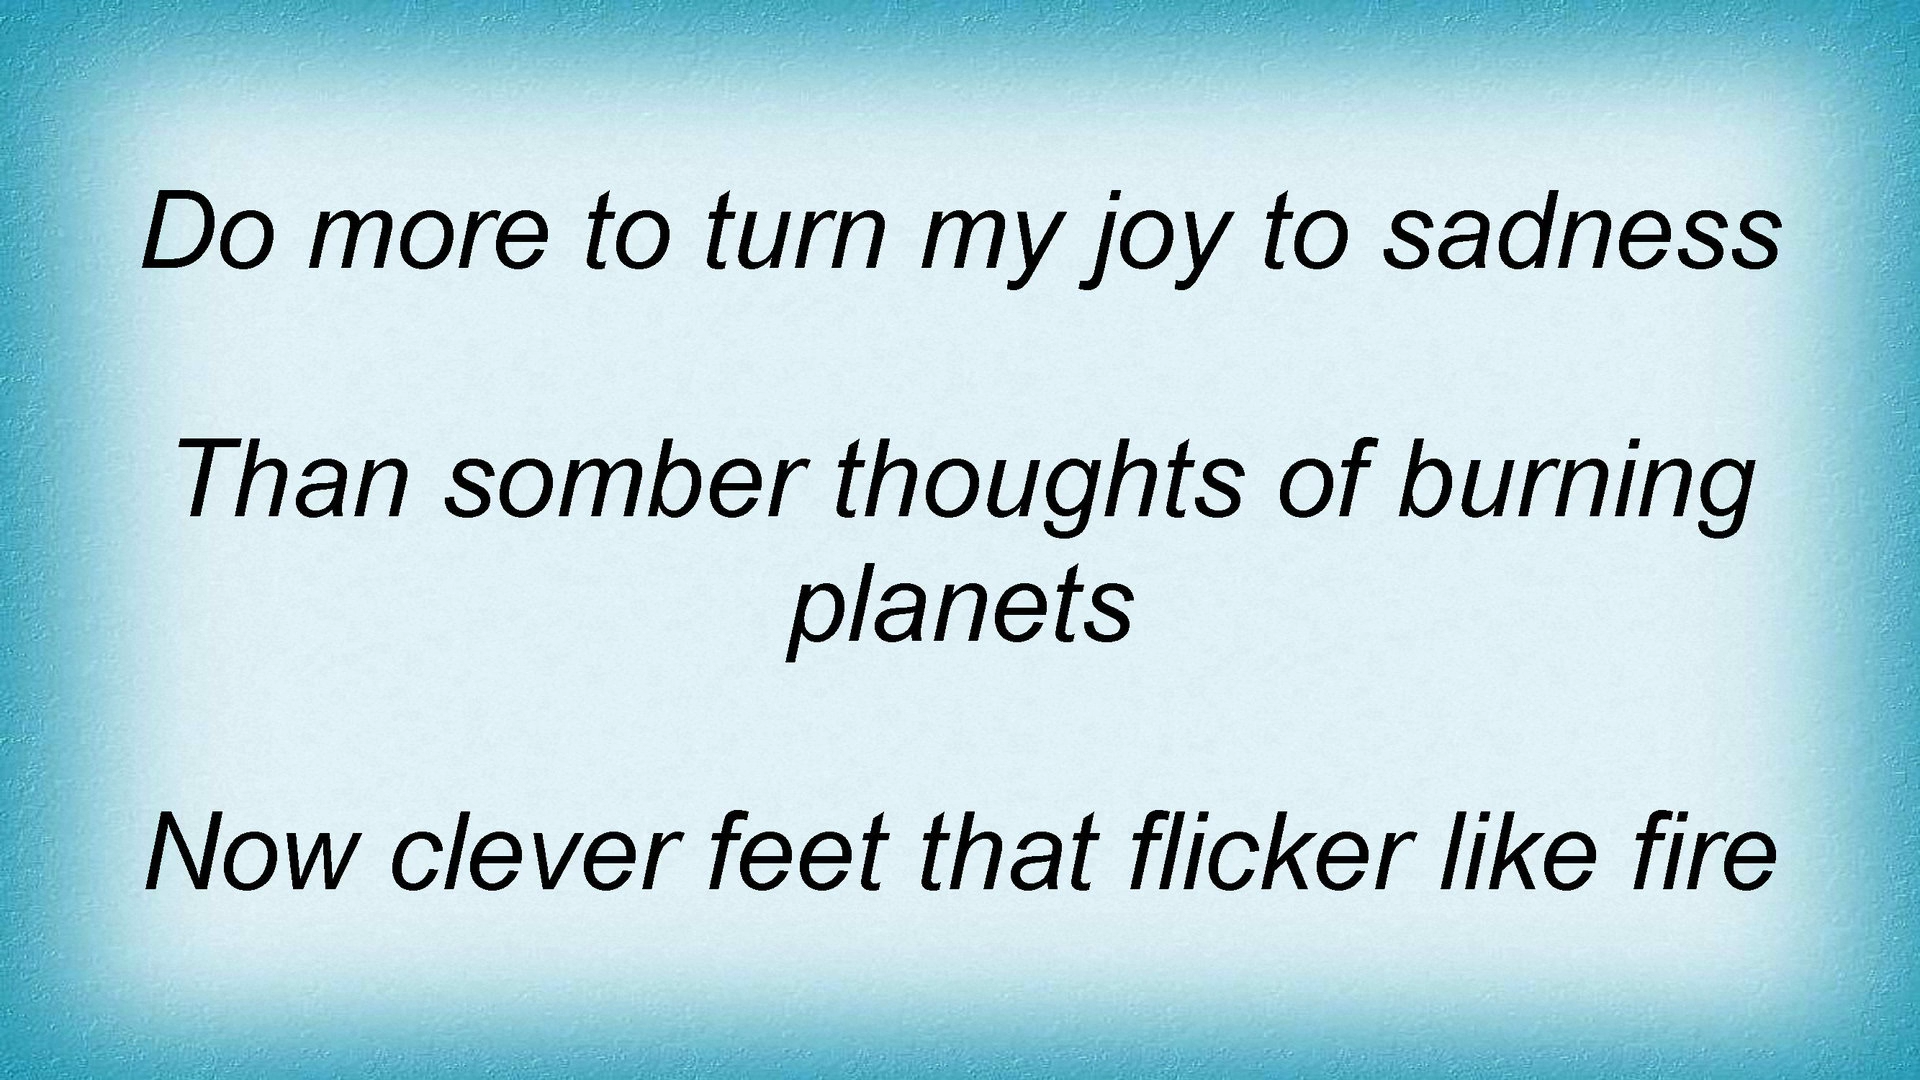 Do more to turn my joy to sadness
Than somber thoughts of burning
planets
Now clever feet that flicker like fire